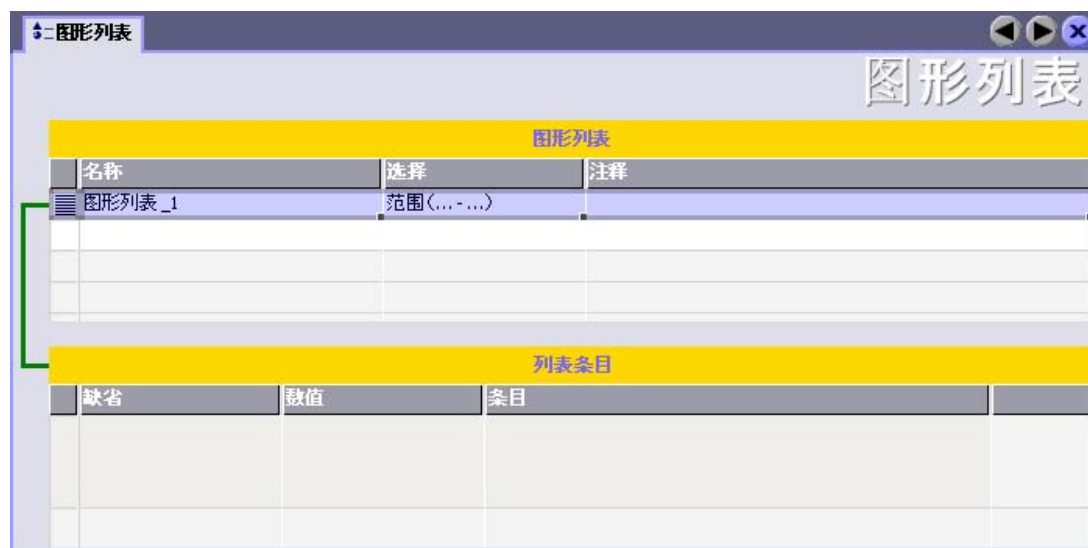 图形列表
图形列表
图形列表
名称 选择 注释
图形列表_1 范围(...-...)
列表条目
缺省 数值 条目